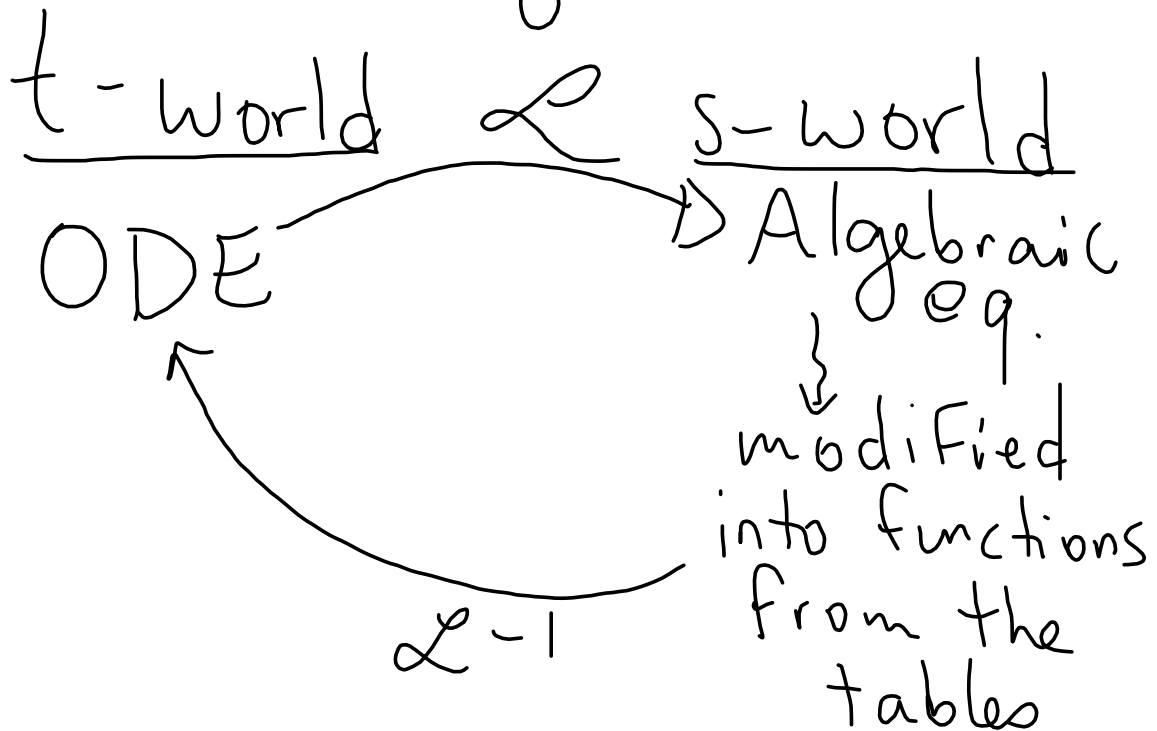 t-world ℒ s-world
ODE Algebraic
eq.
modified
into functions
from the
tables
ℒ-1